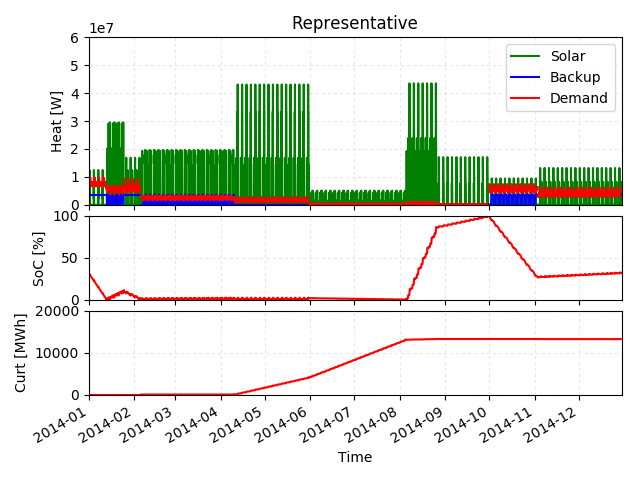 Representative
1e7
6
5
4
3
2
1
0
Heat [W]
Solar
Backup
Demand
100
50
0
SoC [%]
20000
10000
0
Curt [MWh]
2014-01
2014-02
2014-03
2014-04
2014-05
2014-06
2014-07
2014-08
2014-09
2014-10
2014-11
2014-12
Time